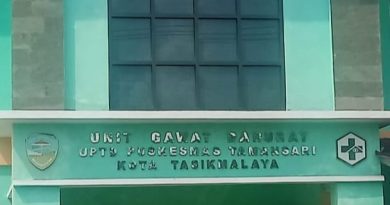 UNIT GAWAT DARURAT
UPTD PUSKESMAS TAMANSARI
KOTA TASIKMALAYA